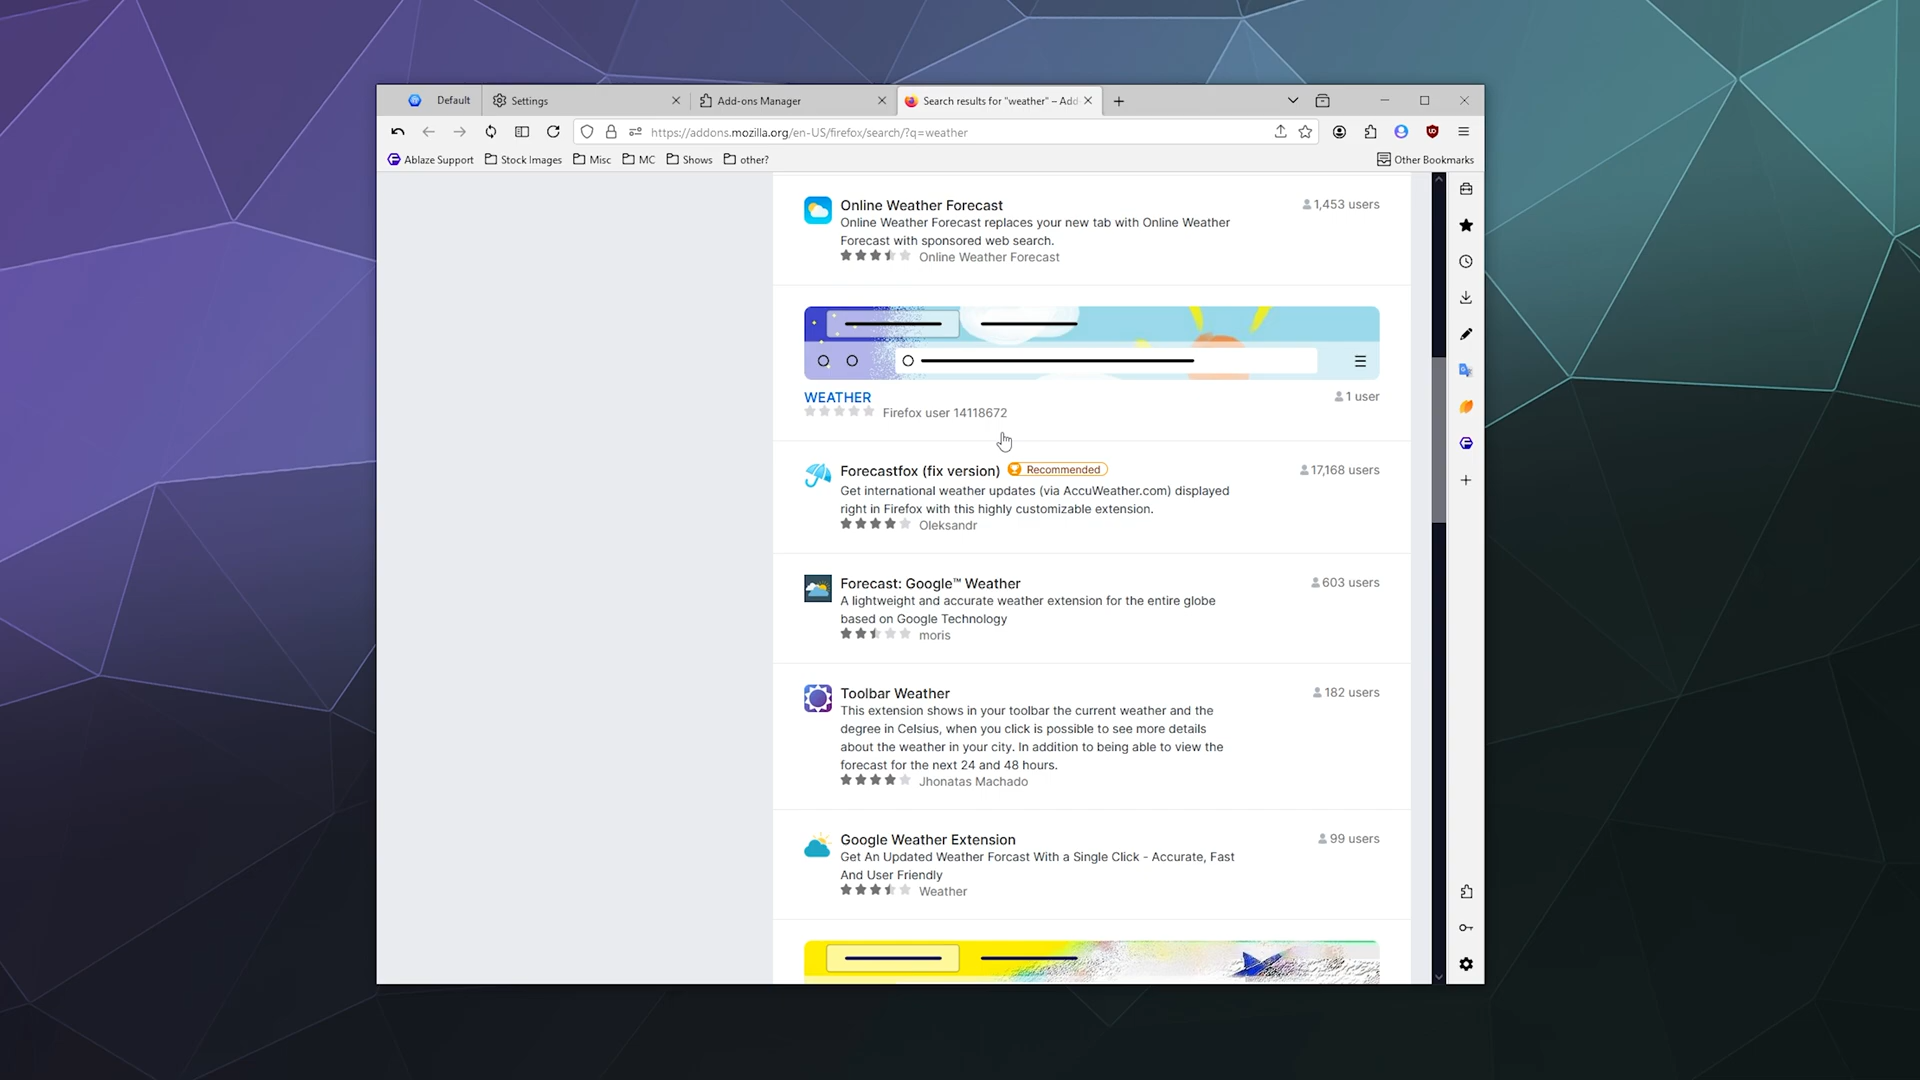 Default
Settings
Add-ons Manager
Search results for "weather" – Add
https://addons.mozilla.org/en-US/firefox/search/?q=weather
Ablaze Support
Stock Images
Misc
MC
Shows
other?
Other Bookmarks
Online Weather Forecast
1,453 users
Online Weather Forecast replaces your new tab with Online Weather
Forecast with sponsored web search.
Online Weather Forecast
WEATHER
1 user
Firefox user 14118672
Forecastfox (fix version)
Recommended
17,168 users
Get international weather updates (via AccuWeather.com) displayed
right in Firefox with this highly customizable extension.
Oleksandr
Forecast: Google™ Weather
603 users
A lightweight and accurate weather extension for the entire globe
based on Google Technology
moris
Toolbar Weather
182 users
This extension shows in your toolbar the current weather and the
degree in Celsius, when you click is possible to see more details
about the weather in your city. In addition to being able to view the
forecast for the next 24 and 48 hours.
Jhonatas Machado
Google Weather Extension
99 users
Get An Updated Weather Forcast With a Single Click - Accurate, Fast
And User Friendly
Weather